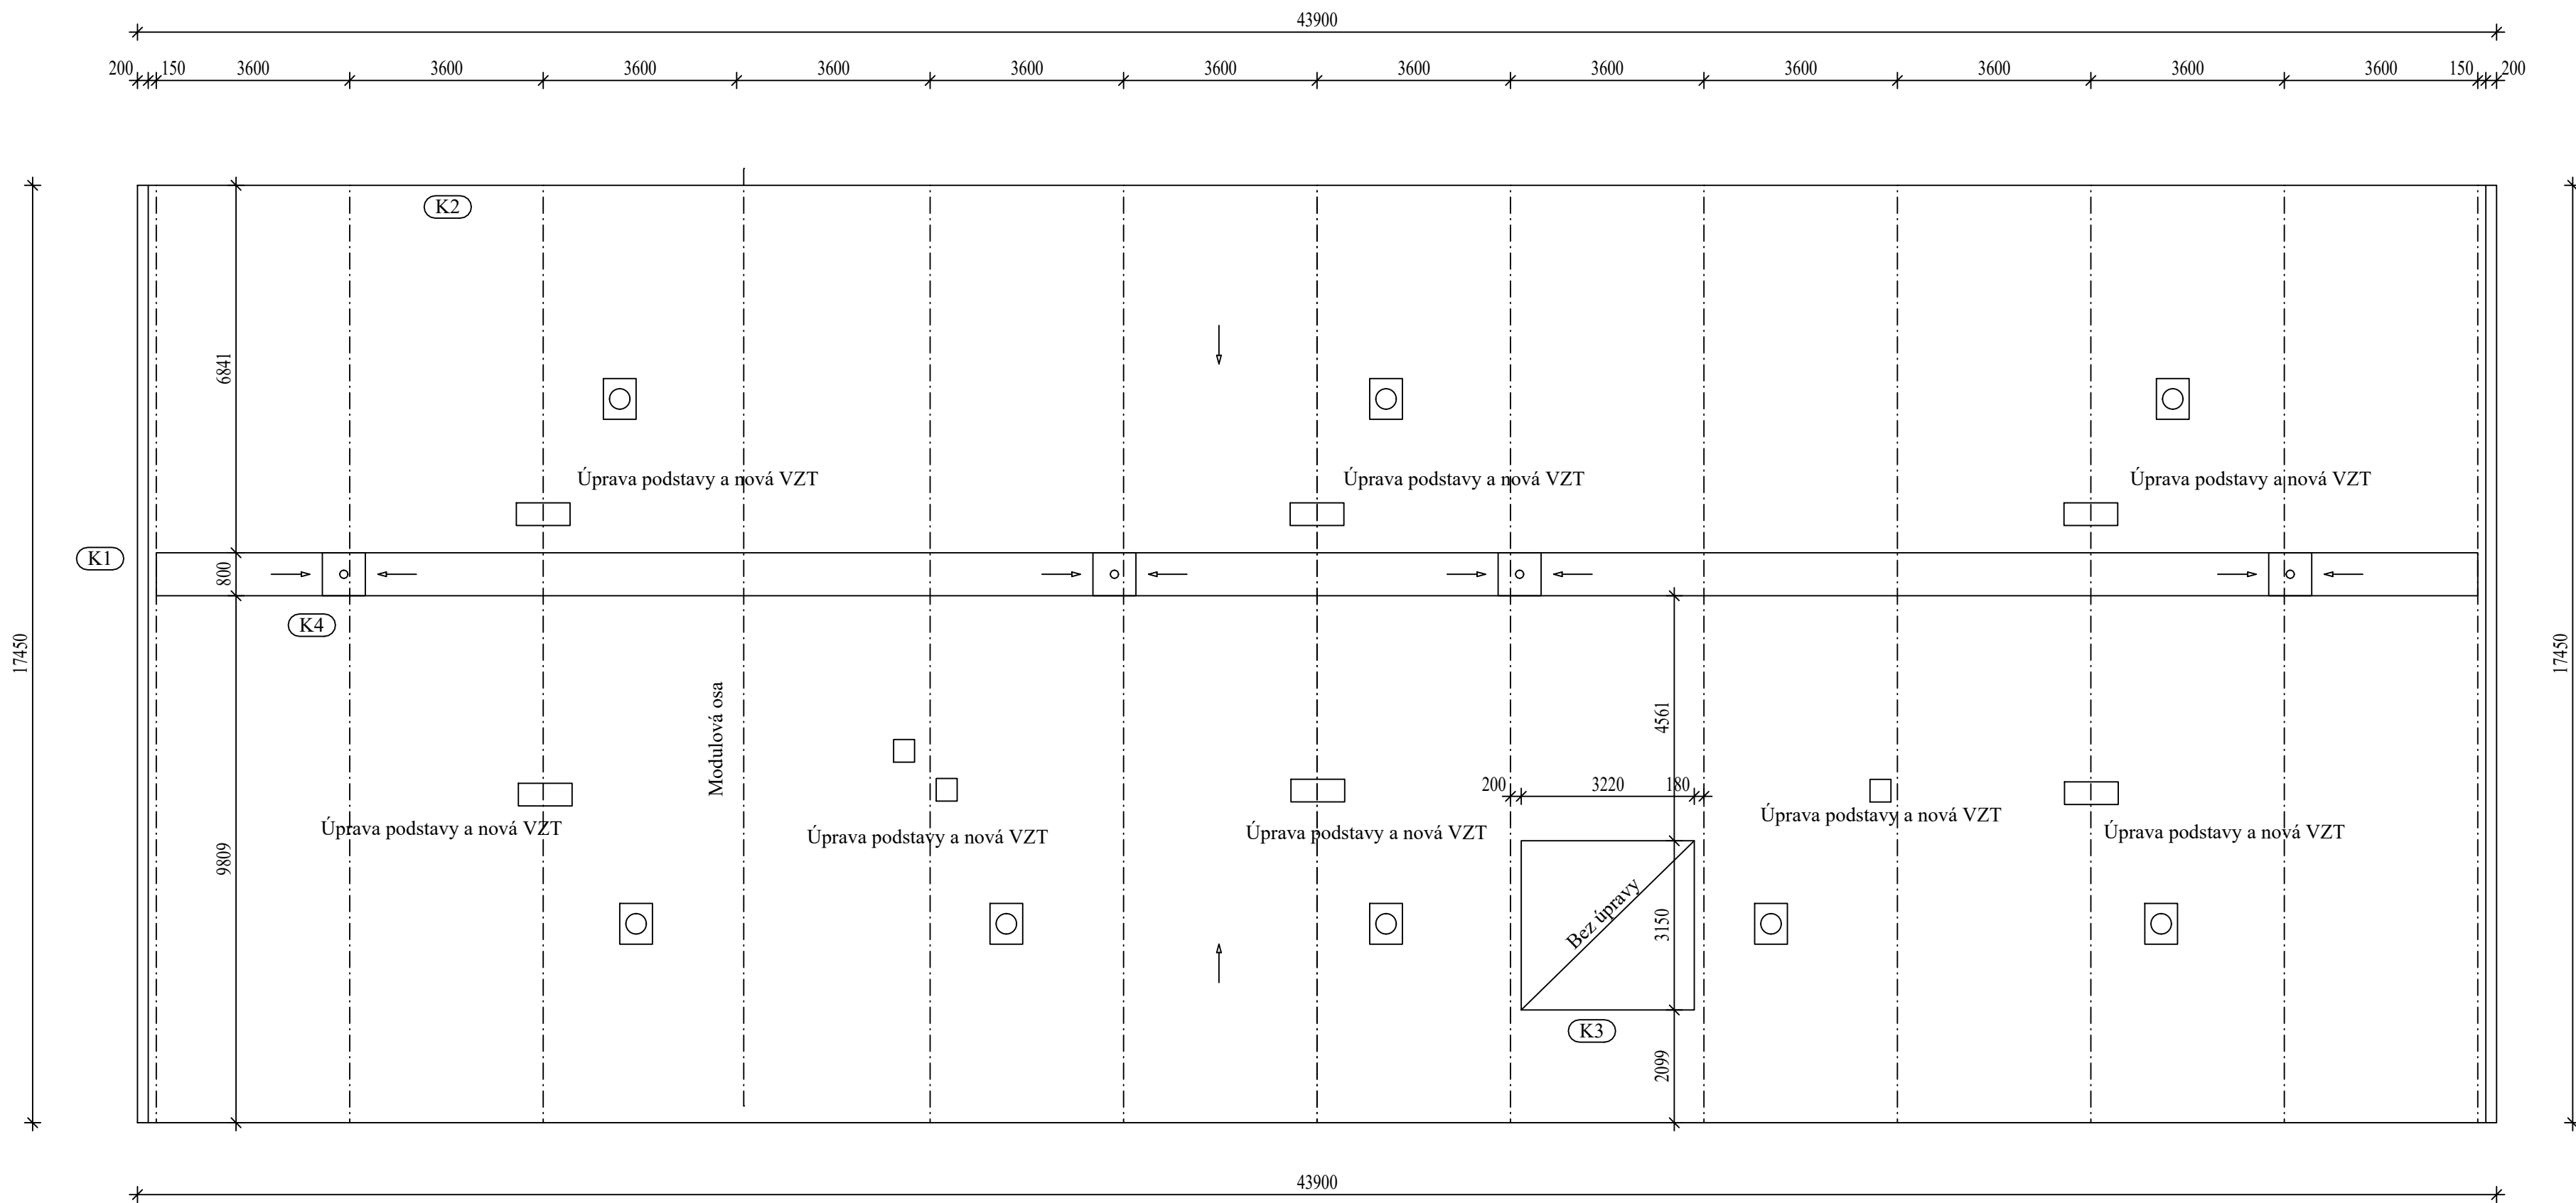 43900
200 150 3600 3600 3600 3600 3600 3600 3600 3600 3600 3600 3600 3600 150 200
K2
6841
Úprava podstavy a nová VZT Úprava podstavy a nová VZT Úprava podstavy a nová VZT
K1
800
K4
17450
17450
Modulová osa
4561
200 3220 180
Úprava podstavy a nová VZT
Úprava podstavy a nová VZT
Úprava podstavy a nová VZT
Úprava podstavy a nová VZT
Úprava podstavy a nová VZT
9809
Bez úpravy
3150
K3
2099
43900